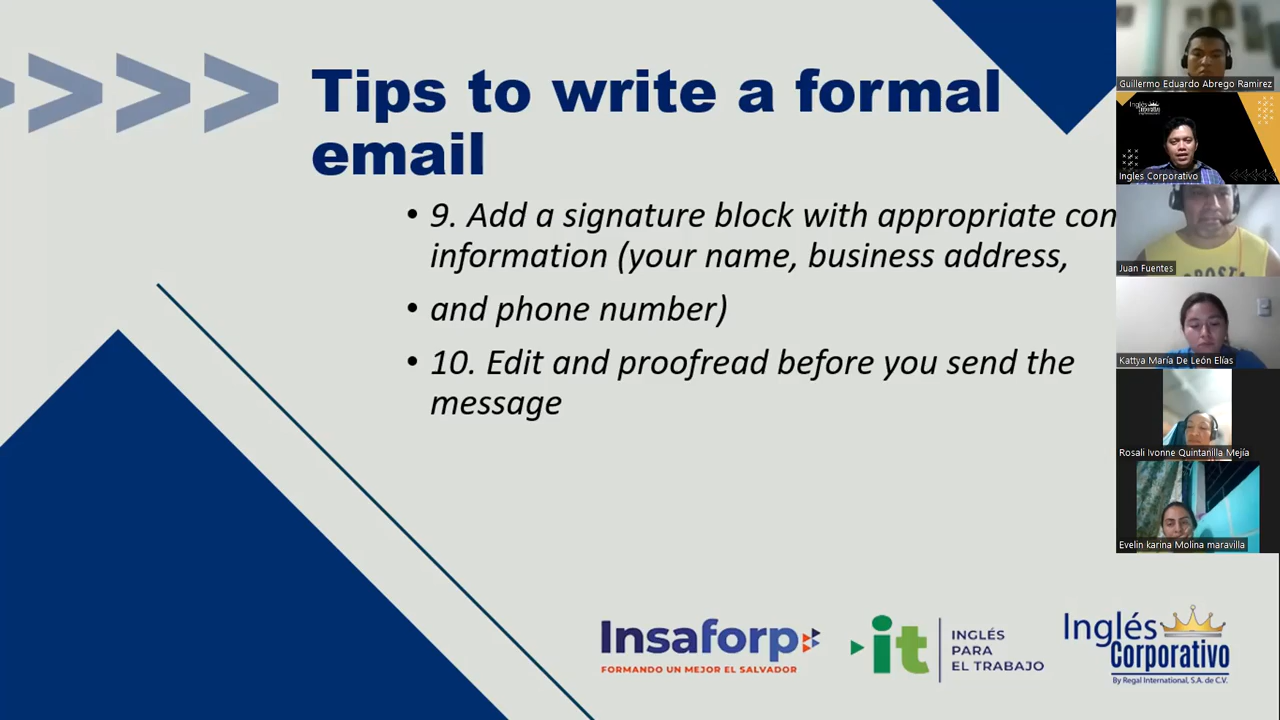 Tips to write a formal
email
• 9. Add a signature block with appropriate con
information (your name, business address,
• and phone number)
• 10. Edit and proofread before you send the
message
Guillermo Eduardo Abrego Ramirez
Inglés Corporativo
Ingles Corporativo
Juan Fuentes
Kattya María De León Elías
Rosali Ivonne Quintanilla Mejía
Evelin karina Molina maravilla
Insaforp
FORMANDO UN MEJOR EL SALVADOR
it
INGLÉS
PARA
EL TRABAJO
Inglés
Corporativo
By Regal International, S.A. de C.V.